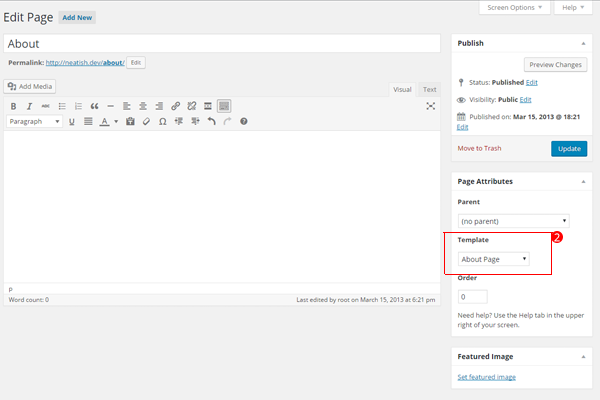 Screen Options ▼ Help ▼
Edit Page Add New
About
Permalink: http://neatish.dev/about/ Edit
Add Media
Visual Text
B I ABC
Paragraph U A
P
Word count: 0 Last edited by root on March 15, 2013 at 6:21 pm
Publish
Preview Changes
Status: Published Edit
Visibility: Public Edit
Published on: Mar 15, 2013 @ 18:21
Edit
Move to Trash Update
Page Attributes
Parent
(no parent)
Template
2
About Page
Order
0
Need help? Use the Help tab in the upper
right of your screen.
Featured Image
Set featured image